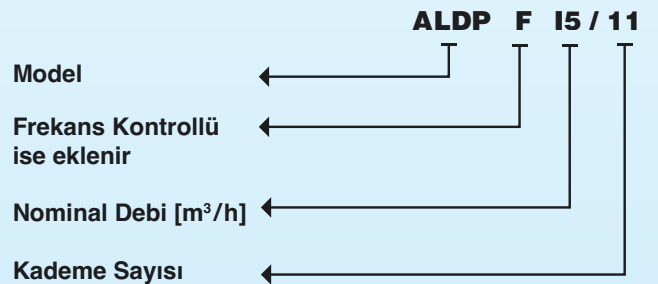 ALDP F I5 / 11
Model
Frekans Kontrollü
ise eklenir
Nominal Debi [m³/h]
Kademe Sayısı